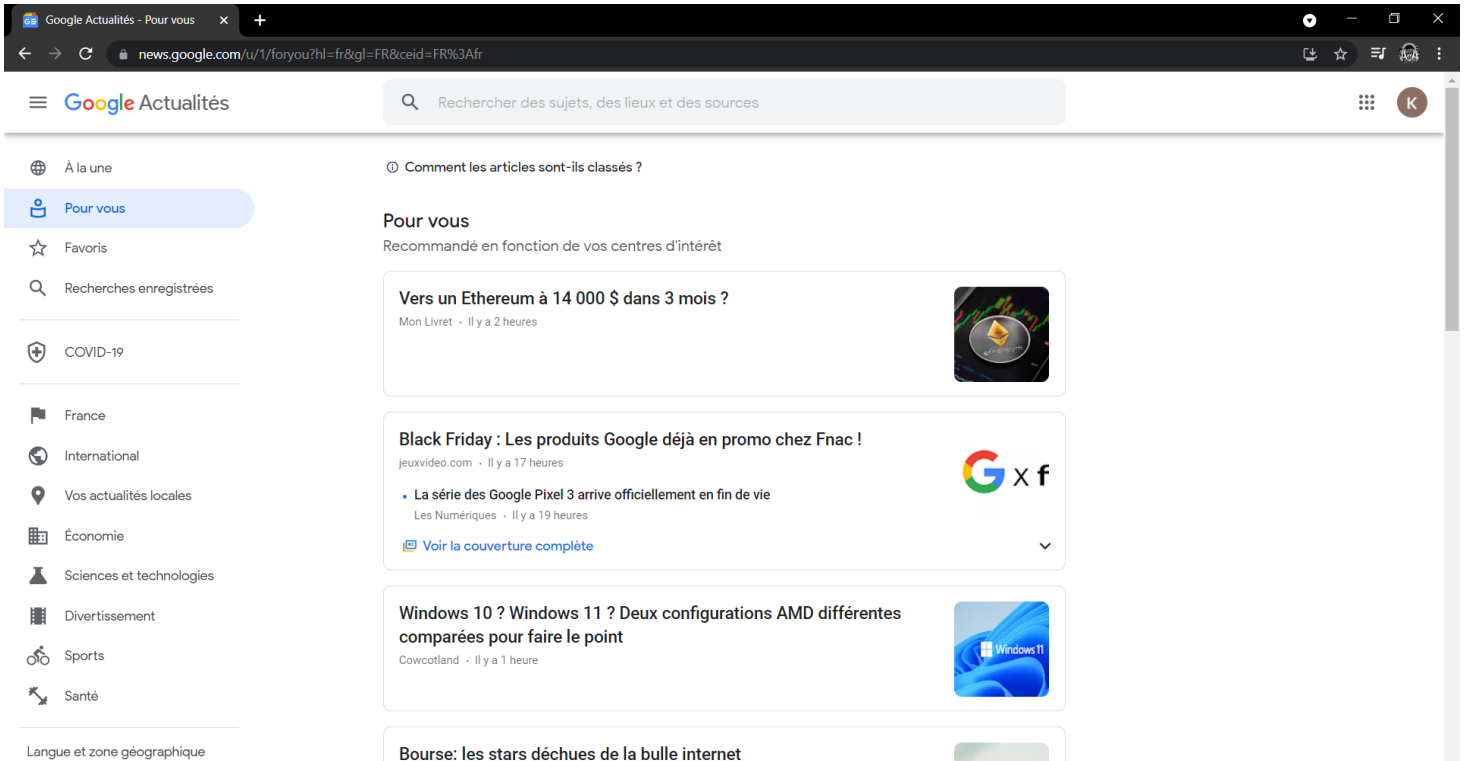 Google Actualités - Pour vous
news.google.com/u/1/foryou?hl=fr&gl=FR&ceid=FR%3Afr
Google Actualités
Rechercher des sujets, des lieux et des sources
K
À la une
Pour vous
Favoris
Recherches enregistrées
COVID-19
France
International
Vos actualités locales
Économie
Sciences et technologies
Divertissement
Sports
Santé
Langue et zone géographique
Comment les articles sont-ils classés ?
Pour vous
Recommandé en fonction de vos centres d'intérêt
Vers un Ethereum à 14 000 $ dans 3 mois ?
Mon Livret · Il y a 2 heures
ethereum
Black Friday : Les produits Google déjà en promo chez Fnac !
jeuxvideo.com · Il y a 17 heures
G x f
La série des Google Pixel 3 arrive officiellement en fin de vie
Les Numériques · Il y a 19 heures
Voir la couverture complète
Windows 10 ? Windows 11 ? Deux configurations AMD différentes
comparées pour faire le point
Cowcotland · Il y a 1 heure
Windows 11
Bourse: les stars déchues de la bulle internet